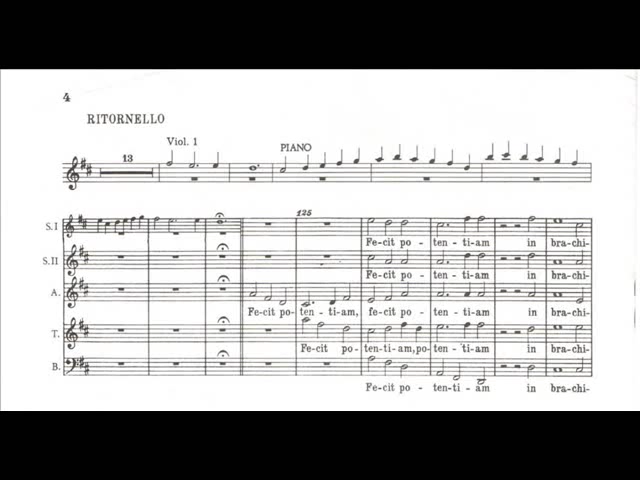 4
RITORNELLO
Viol. 1
13
PIANO
125
S.I
Fe-cit po - ten-ti-am in bra-chi-
S.II
Fe-cit po - ten-ti-am in bra-chi-
A.
Fe-cit po-ten-ti-am, fe-cit po-ten-ti-am in bra-chi-
T.
Fe-cit po-ten-ti-am,po-ten-ti-am in bra-chi-
B.
Fe-cit po - ten-ti - am in bra-chi-